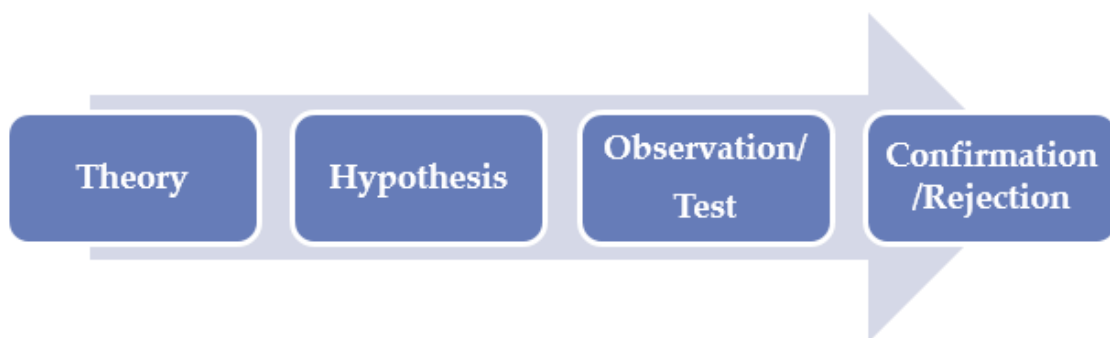 Theory
Hypothesis
Observation/
Test
Confirmation
/Rejection